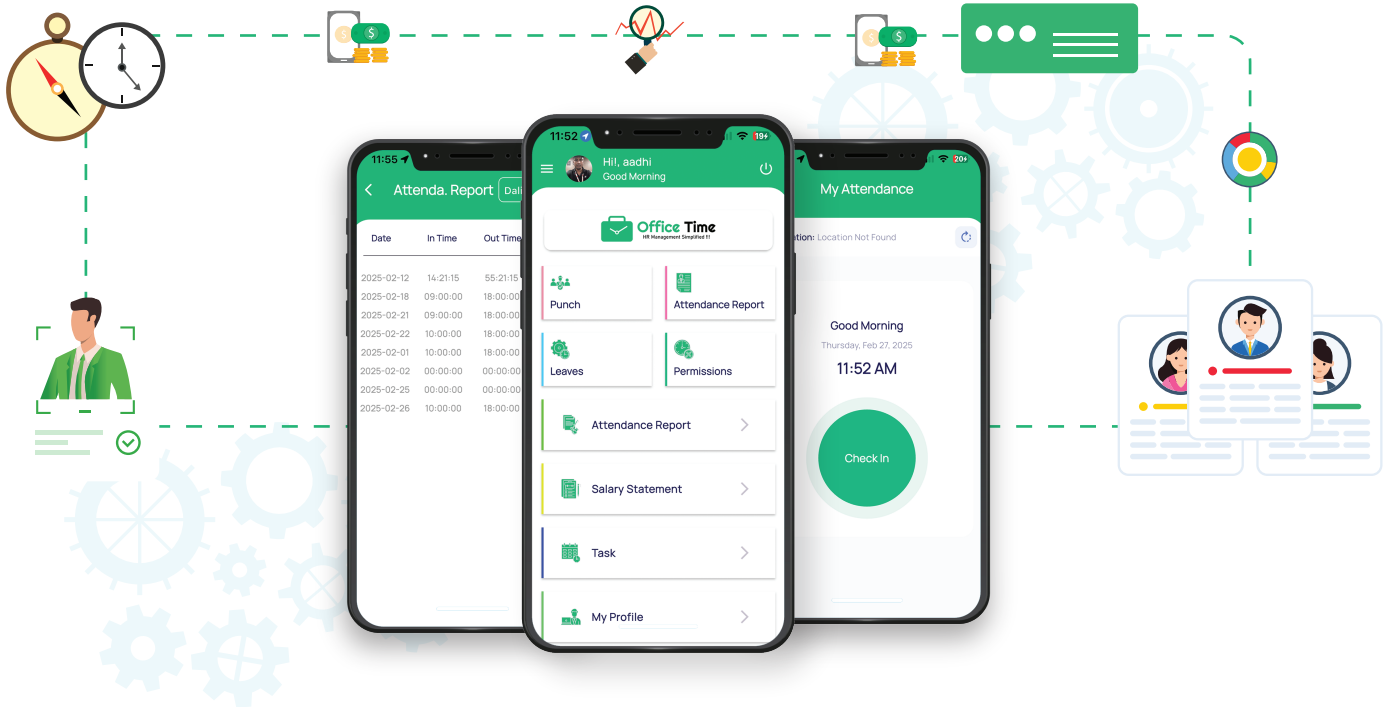 11:55
Attenda. Report
Date In Time Out Time
2025-02-12 14:21:15 55:21:15
2025-02-18 09:00:00 18:00:00
2025-02-21 09:00:00 18:00:00
2025-02-22 10:00:00 18:00:00
2025-02-01 10:00:00 18:00:00
2025-02-02 00:00:00 00:00:00
2025-02-25 00:00:00 00:00:00
2025-02-26 10:00:00 18:00:00
11:52
19
Hi!, aadhi
Good Morning
Office Time
HR Management Simplified !!!
Punch
Attendance Report
Leaves
Permissions
Attendance Report
Salary Statement
Task
My Profile
20
My Attendance
Location Not Found
Good Morning
Thursday, Feb 27, 2025
11:52 AM
Check In